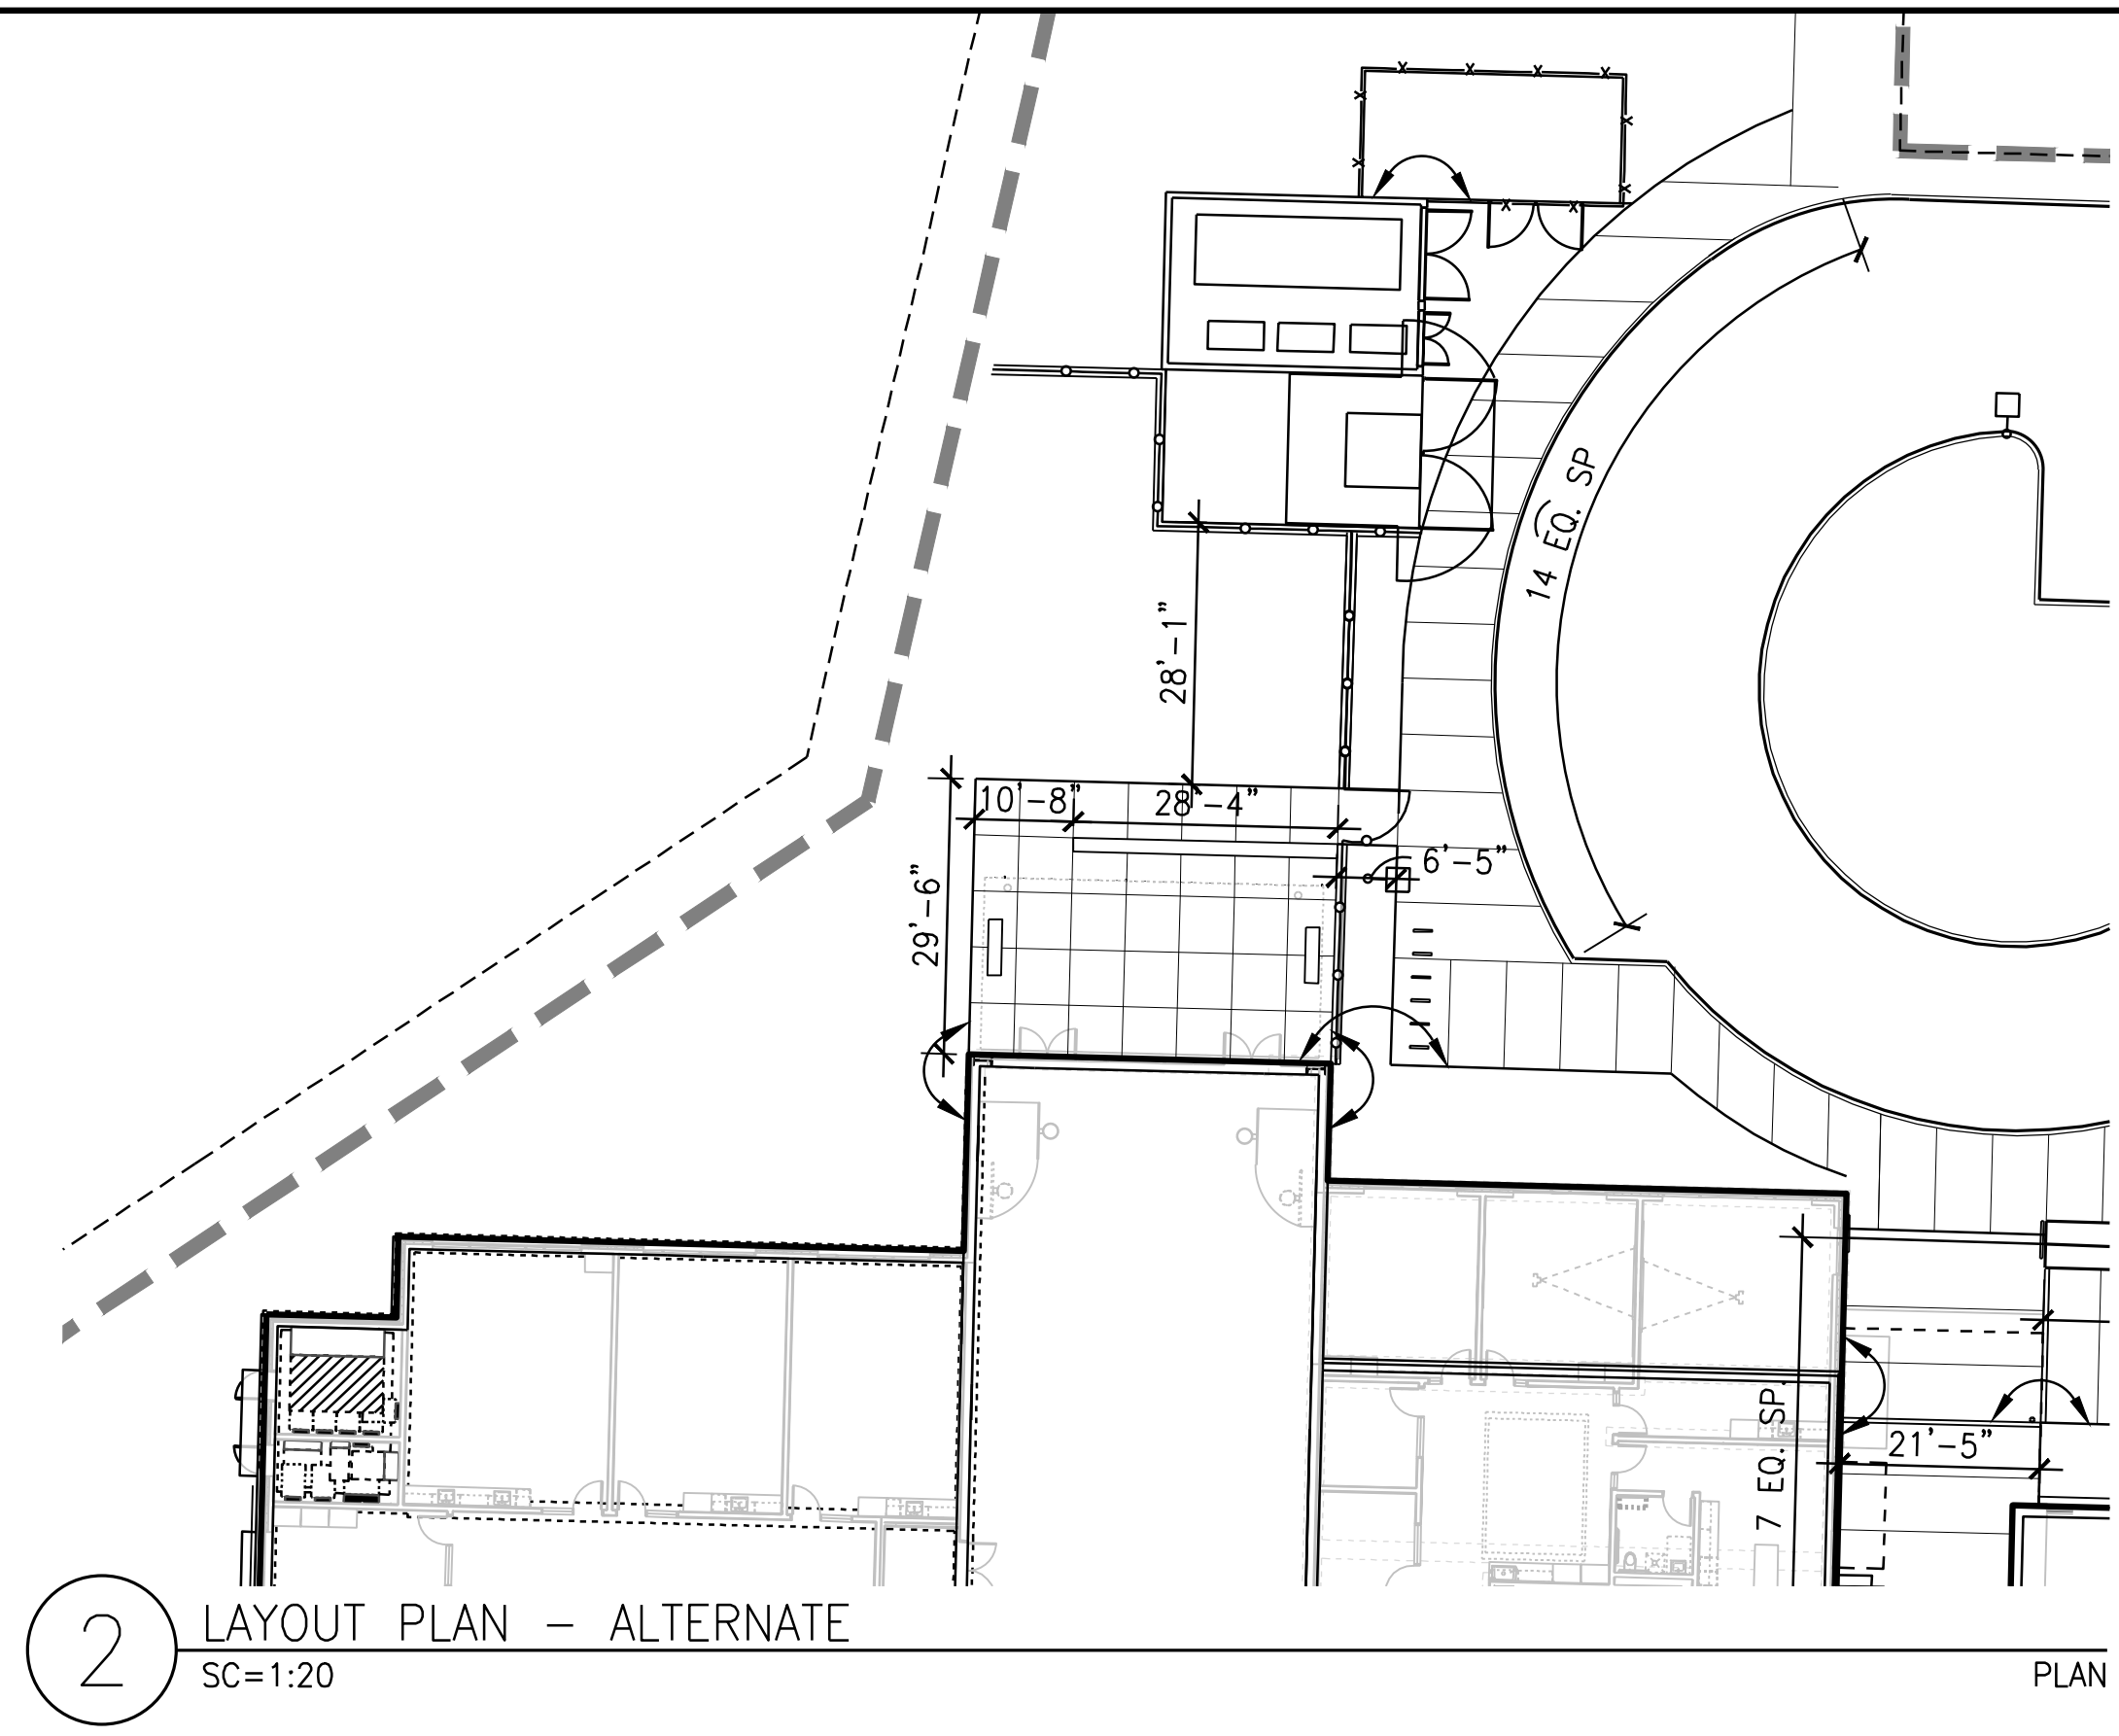 14 EQ. SP
28'-1"
10'-8"
28'-4"
6'-5"
29'-6"
21'-5"
7 EQ. SP.
2
LAYOUT PLAN - ALTERNATE
SC=1:20
PLAN